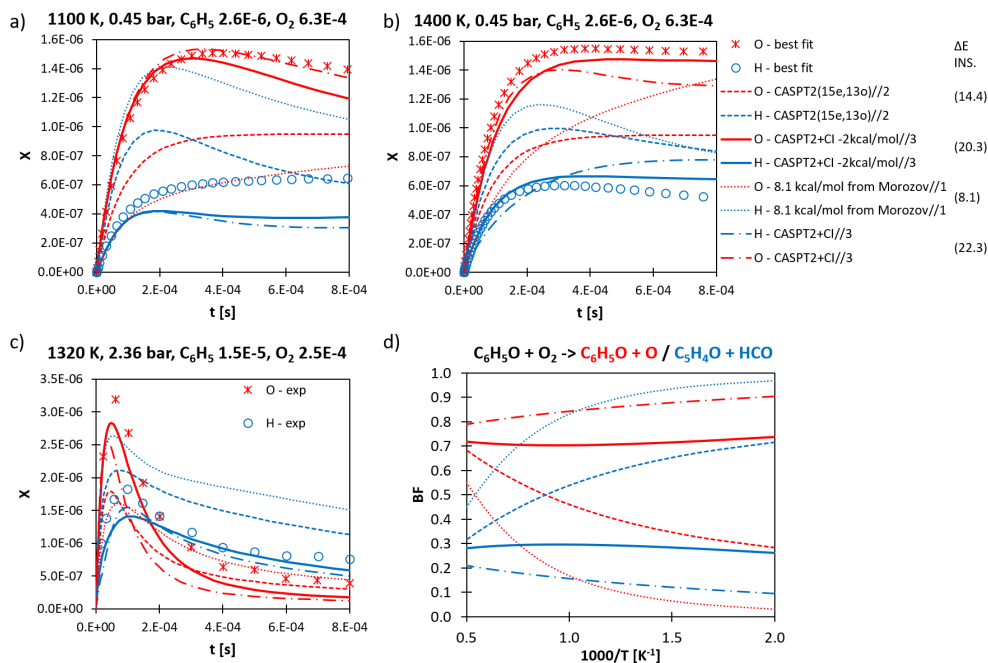 a)
1100 K, 0.45 bar, C₆H₅ 2.6E-6, O₂ 6.3E-4
1.6E-06
1.4E-06
1.2E-06
1.0E-06
8.0E-07
6.0E-07
4.0E-07
2.0E-07
0.0E+00
X
0.E+00
2.E-04
4.E-04
6.E-04
8.E-04
t [s]
b)
1400 K, 0.45 bar, C₆H₅ 2.6E-6, O₂ 6.3E-4
1.6E-06
1.4E-06
1.2E-06
1.0E-06
8.0E-07
6.0E-07
4.0E-07
2.0E-07
0.0E+00
X
0.E+00
2.E-04
4.E-04
6.E-04
8.E-04
t [s]
ΔE
INS.
O - best fit
H - best fit
O - CASPT2(15e,13o)//2
(14.4)
H - CASPT2(15e,13o)//2
O - CASPT2+CI -2kcal/mol//3
(20.3)
H - CASPT2+CI -2kcal/mol//3
O - 8.1 kcal/mol from Morozov//1
(8.1)
H - 8.1 kcal/mol from Morozov//1
H - CASPT2+CI//3
(22.3)
O - CASPT2+CI//3
c)
1320 K, 2.36 bar, C₆H₅ 1.5E-5, O₂ 2.5E-4
3.5E-06
3.0E-06
2.5E-06
2.0E-06
1.5E-06
1.0E-06
5.0E-07
0.0E+00
X
O - exp
H - exp
0.E+00
2.E-04
4.E-04
6.E-04
8.E-04
t [s]
d)
C₆H₅O + O₂ -> C₆H₅O + O / C₅H₄O + HCO
1.0
0.9
0.8
0.7
0.6
0.5
0.4
0.3
0.2
0.1
0.0
BF
0.5
1.0
1.5
2.0
1000/T [K⁻¹]